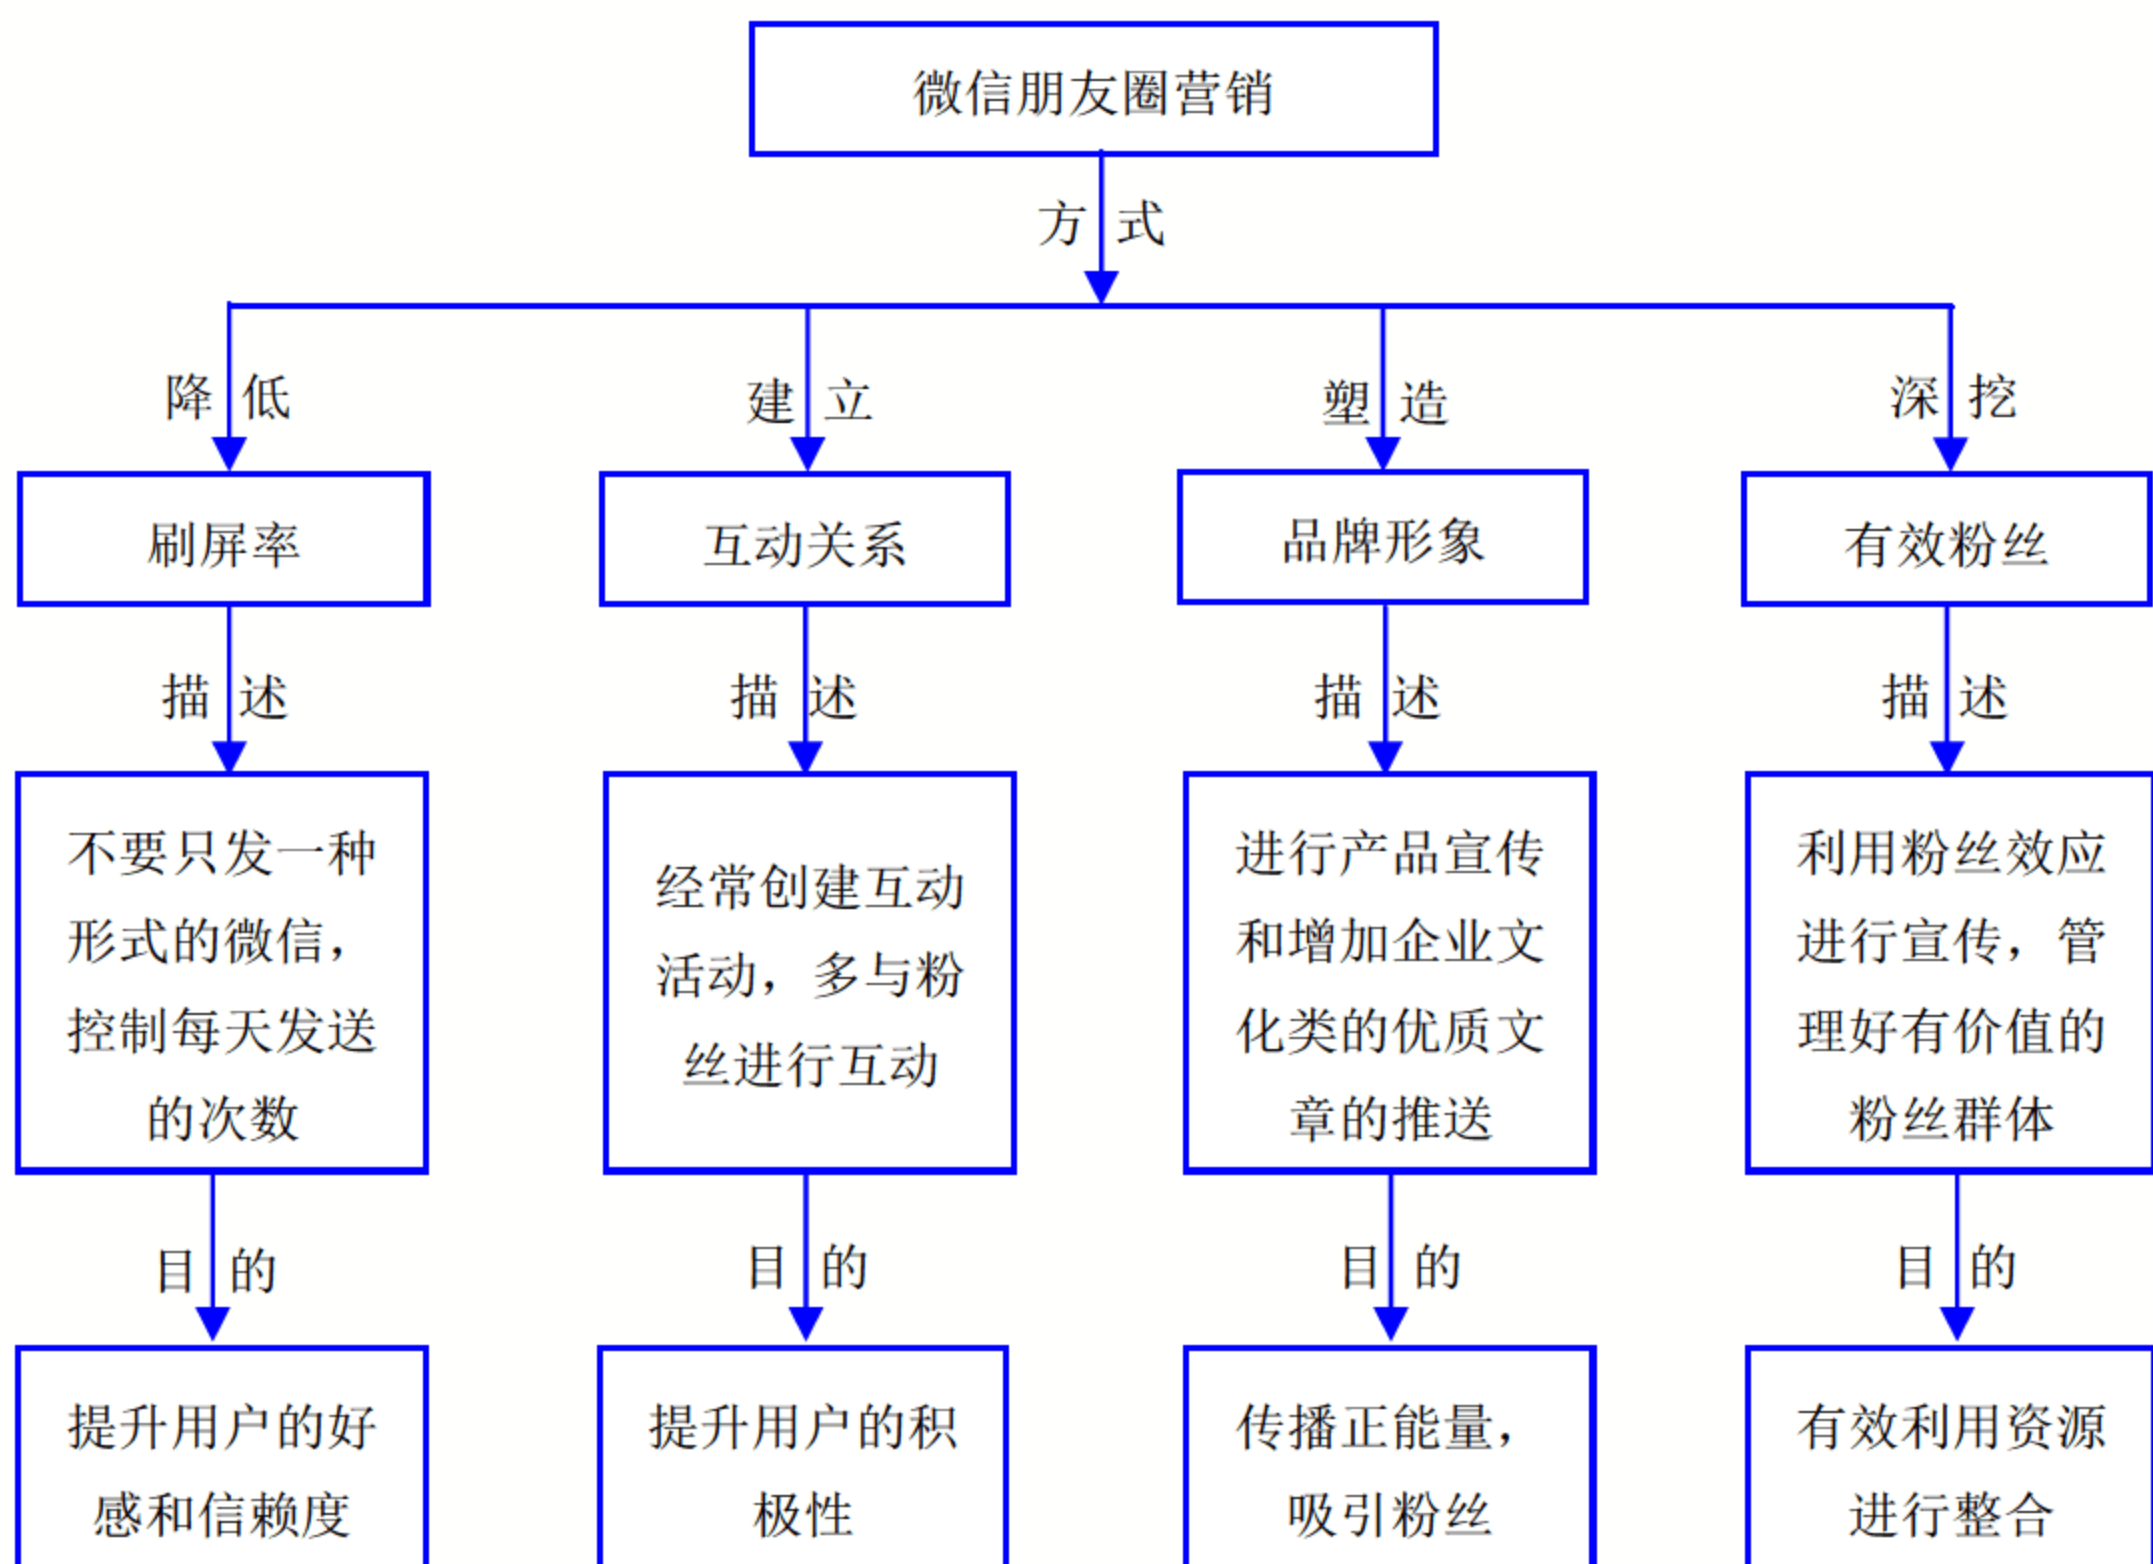 微信朋友圈营销
方式
降低
建立
塑造
深挖
刷屏率
互动关系
品牌形象
有效粉丝
描述
描述
描述
描述
不要只发一种
形式的微信，
控制每天发送
的次数
经常创建互动
活动，多与粉
丝进行互动
进行产品宣传
和增加企业文
化类的优质文
章的推送
利用粉丝效应
进行宣传，管
理好有价值的
粉丝群体
目的
目的
目的
目的
提升用户的好
感和信赖度
提升用户的积
极性
传播正能量，
吸引粉丝
有效利用资源
进行整合